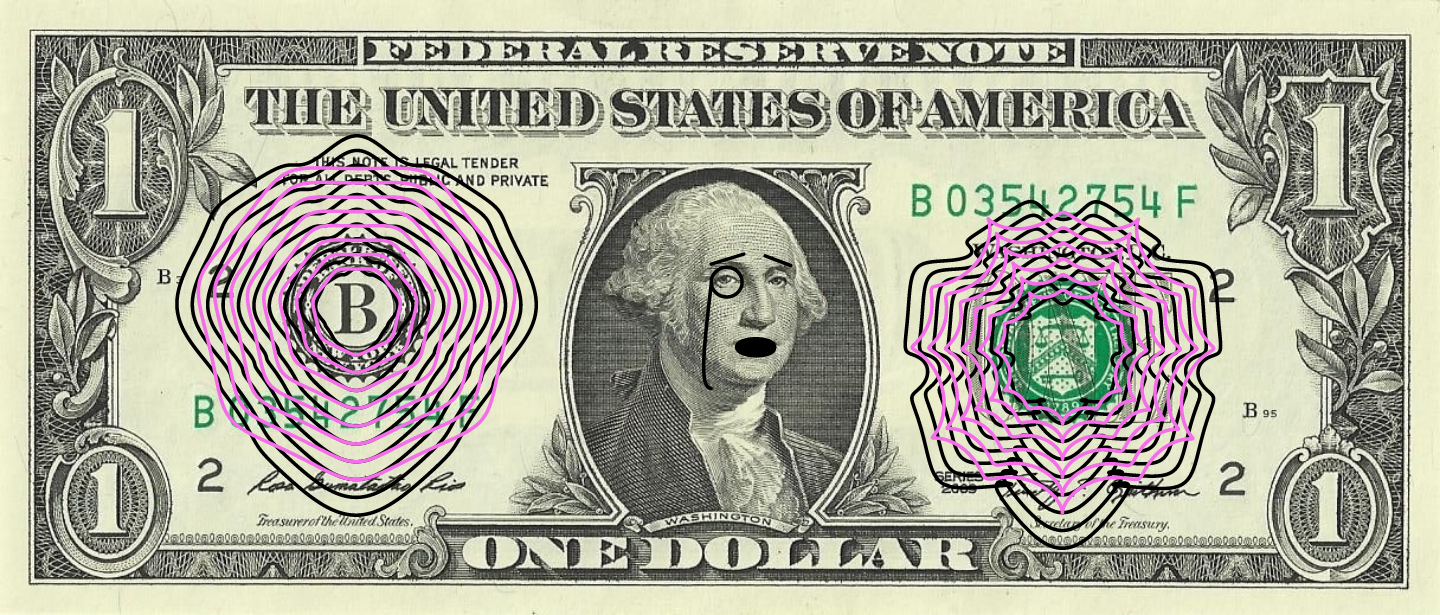 FEDERAL RESERVE NOTE
THE UNITED STATES OF AMERICA
1
1
THIS NOTE IS LEGAL TENDER
FOR ALL DEBTS PUBLIC AND PRIVATE
B 03542754 F
WASHINGTON, D.C.
B 2
2
2
B
B 03542754 F
B 95
2
SERIES
2009
2
Treasurer of the United States.
WASHINGTON
Secretary of the Treasury.
1
ONE DOLLAR
1